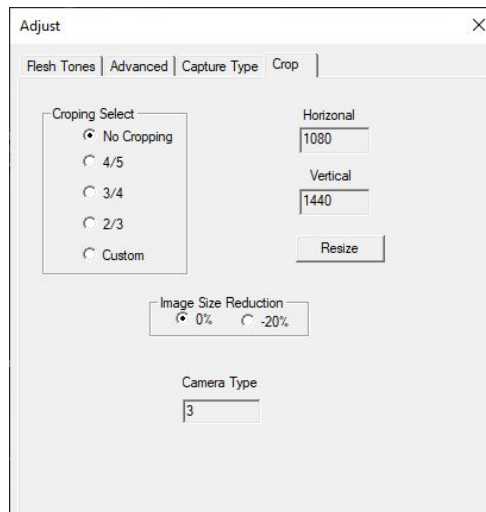 Adjust
Flesh Tones Advanced Capture Type Crop
Croping Select
No Cropping
4/5
3/4
2/3
Custom
Horizonal
1080
Vertical
1440
Resize
Image Size Reduction
0% -20%
Camera Type
3